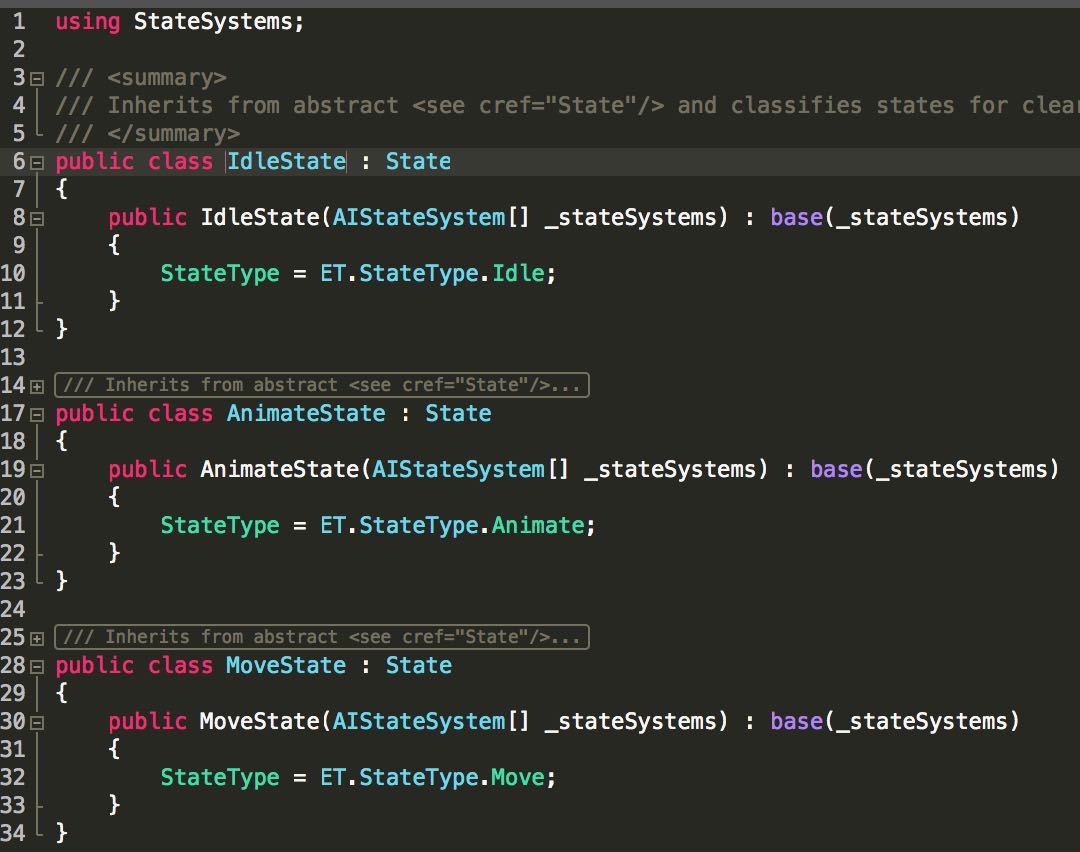 1 using StateSystems;
2
3 /// <summary>
4 /// Inherits from abstract <see cref="State"/> and classifies states for
5 /// </summary>
6 public class IdleState : State
7 {
8     public IdleState(AIStateSystem[] _stateSystems) : base(_stateSystems)
9     {
10         StateType = ET.StateType.Idle;
11     }
12 }
13
14 /// Inherits from abstract <see cref="State"/>...
17 public class AnimateState : State
18 {
19     public AnimateState(AIStateSystem[] _stateSystems) : base(_stateSystems)
20     {
21         StateType = ET.StateType.Animate;
22     }
23 }
24
25 /// Inherits from abstract <see cref="State"/>...
28 public class MoveState : State
29 {
30     public MoveState(AIStateSystem[] _stateSystems) : base(_stateSystems)
31     {
32         StateType = ET.StateType.Move;
33     }
34 }